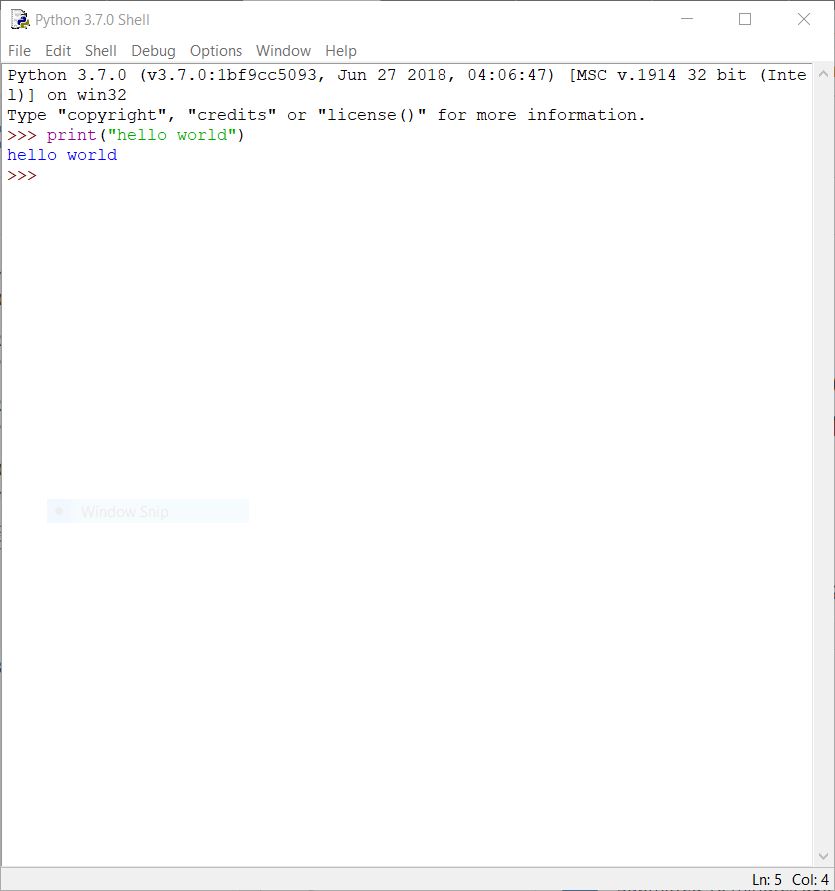 Python 3.7.0 Shell
File Edit Shell Debug Options Window Help
Python 3.7.0 (v3.7.0:1bf9cc5093, Jun 27 2018, 04:06:47) [MSC v.1914 32 bit (Inte
l)] on win32
Type "copyright", "credits" or "license()" for more information.
>>> print("hello world")
hello world
>>>
Window Snip
Ln: 5 Col: 4